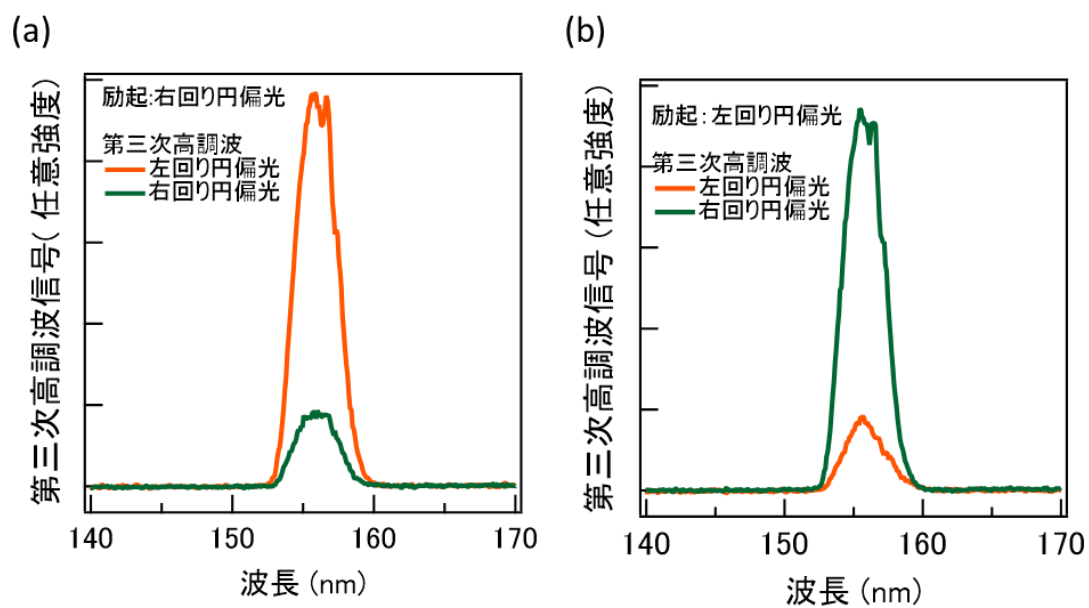 (a)
第三次高調波信号( 任意強度)
励起:右回り円偏光
第三次高調波
左回り円偏光
右回り円偏光
140
150
160
170
波長 (nm)
(b)
第三次高調波信号 (任意強度)
励起: 左回り円偏光
第三次高調波
左回り円偏光
右回り円偏光
140
150
160
170
波長 (nm)